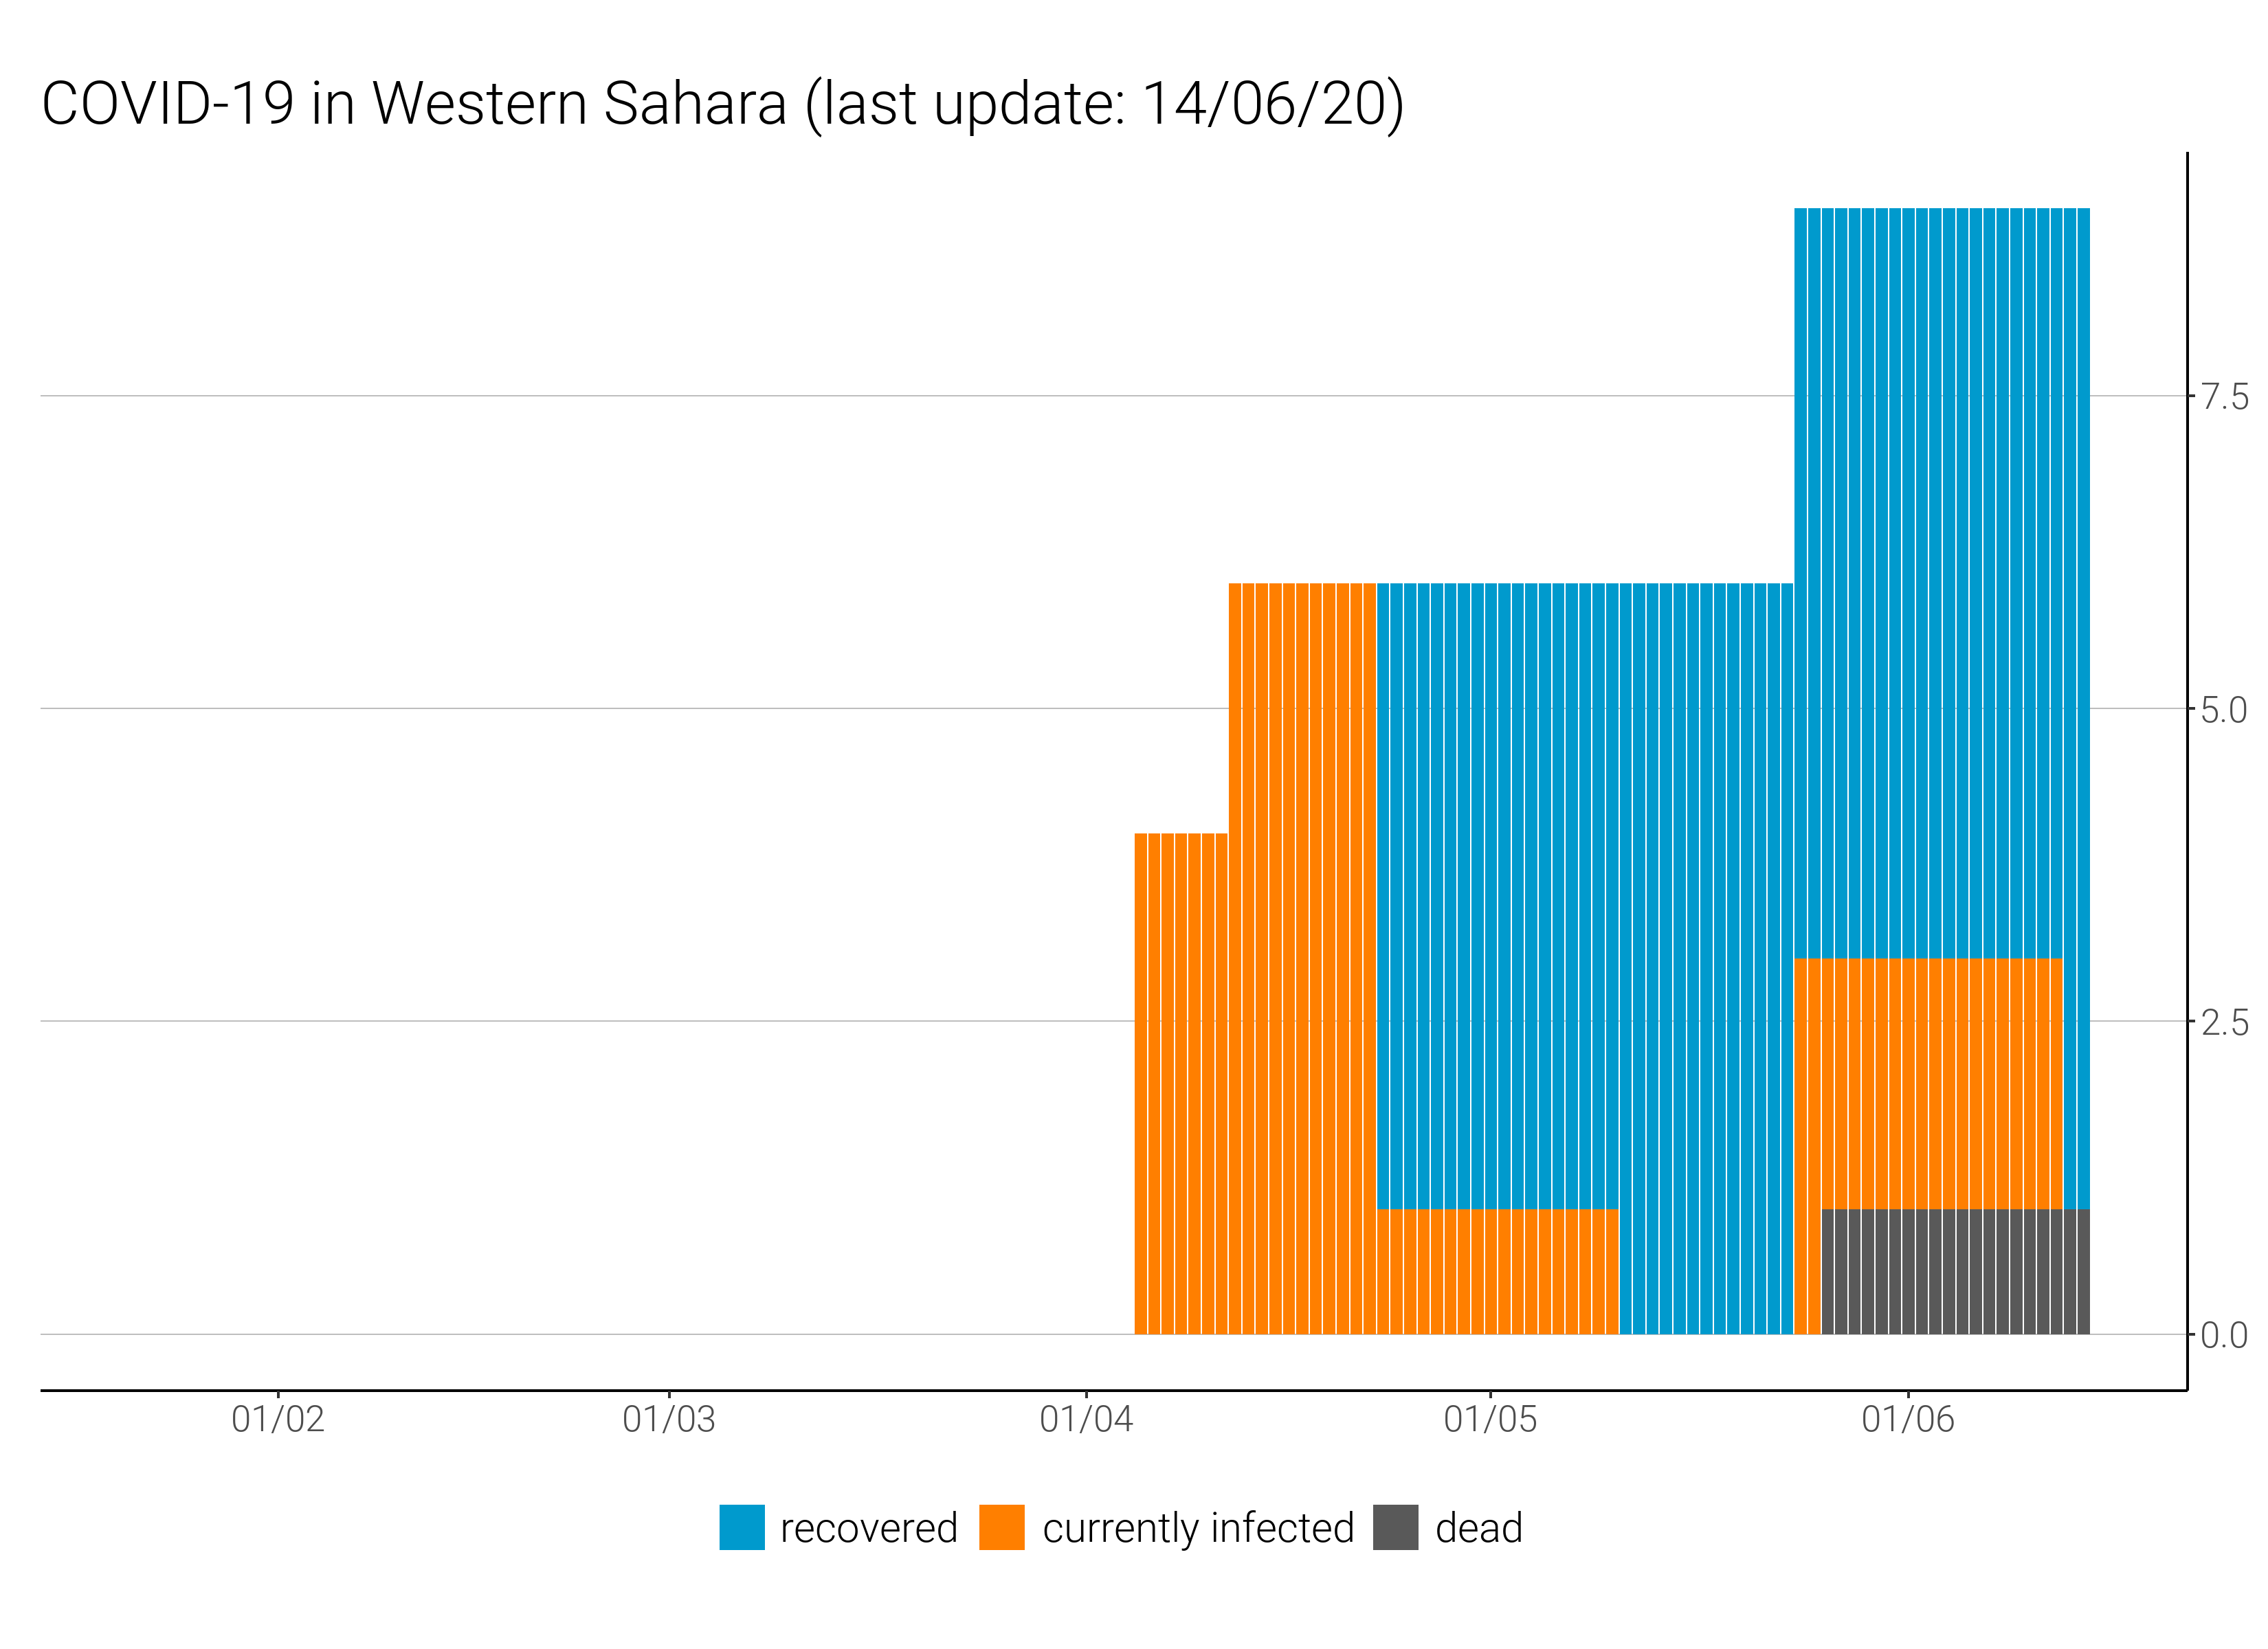 COVID-19 in Western Sahara (last update: 14/06/20)
7.5
5.0
2.5
0.0
01/02 01/03 01/04 01/05 01/06
recovered currently infected dead